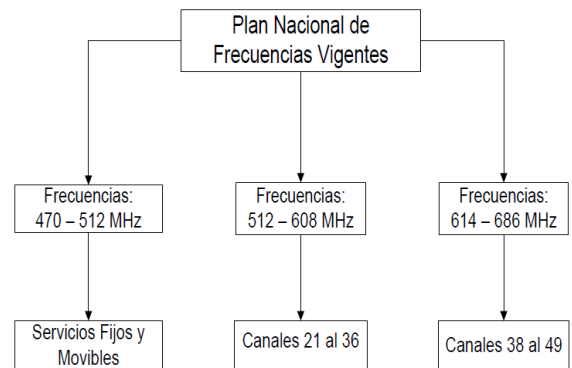 Plan Nacional de
Frecuencias Vigentes
Frecuencias:
470 – 512 MHz
Frecuencias:
512 – 608 MHz
Frecuencias:
614 – 686 MHz
Servicios Fijos y
Movibles
Canales 21 al 36
Canales 38 al 49